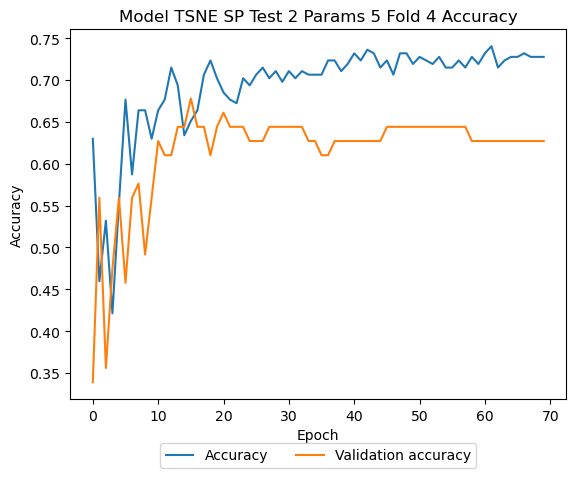 Model TSNE SP Test 2 Params 5 Fold 4 Accuracy
0.75
0.70
0.65
0.60
0.55
0.50
0.45
0.40
0.35
Accuracy
0 10 20 30 40 50 60 70
Epoch
Accuracy Validation accuracy